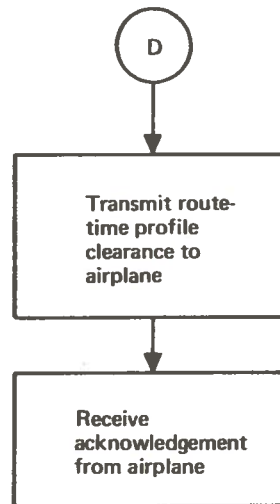 D
Transmit route-
time profile
clearance to
airplane
Receive
acknowledgement
from airplane